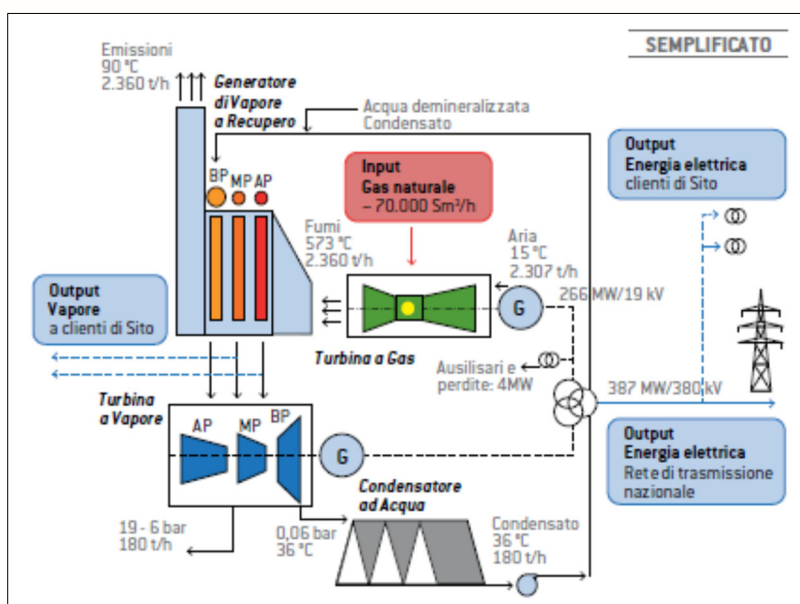 SEMPLIFICATO
Emissioni
90 °C
2.360 t/h
Generatore
di Vapore
a Recupero
Acqua demineralizzata
Condensato
BP MP AP
Input
Gas naturale
– 70.000 Sm³/h
Output
Energia elettrica
clienti di Sito
Fumi
573 °C
2.360 t/h
Aria
15 °C
2.307 t/h
G
266 MW/19 kV
Output
Vapore
a clienti di Sito
Turbina a Gas
Ausilisari e
perdite: 4MW
387 MW/380 kV
Turbina
a Vapore
AP MP BP
G
Output
Energia elettrica
Rete di trasmissione
nazionale
Condensatore
ad Acqua
19 - 6 bar
180 t/h
0,06 bar
36 °C
Condensato
36 °C
180 t/h